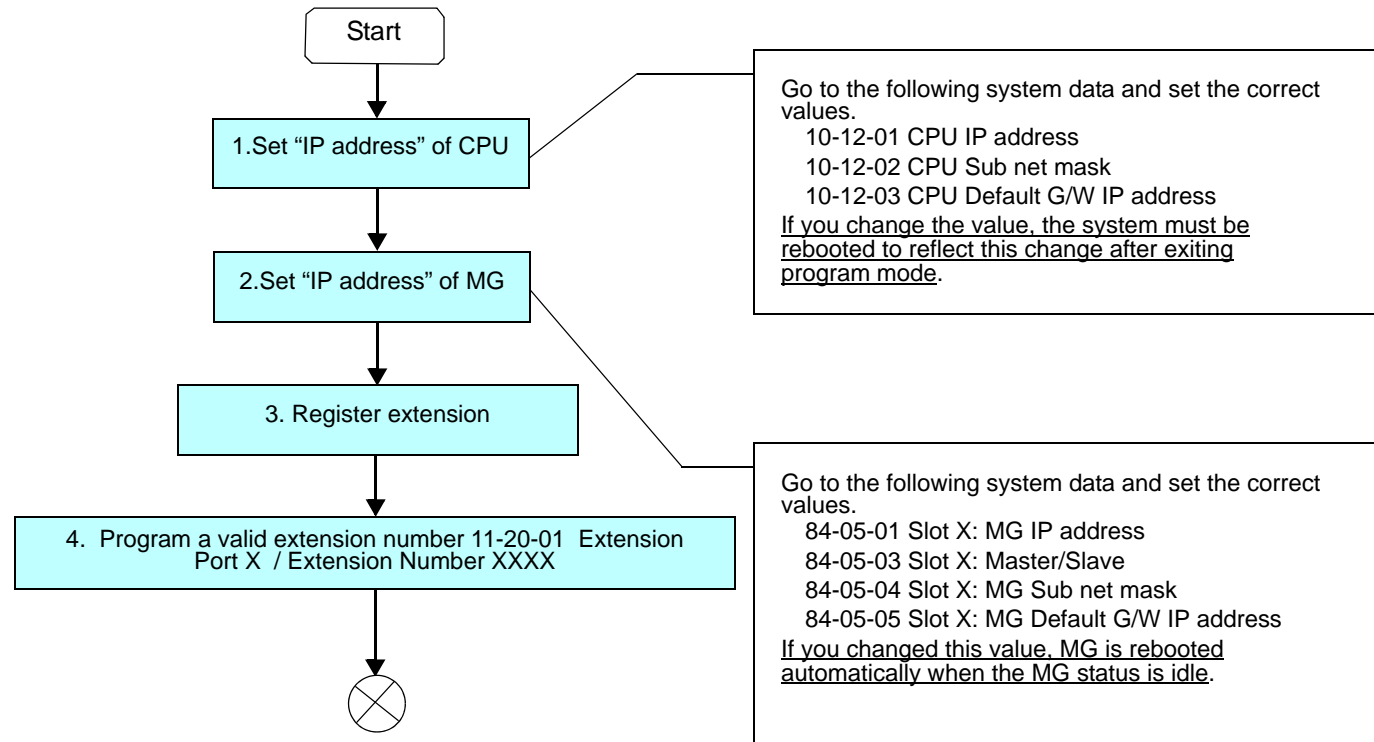 Start
1.Set “IP address” of CPU
Go to the following system data and set the correct
values.
10-12-01 CPU IP address
10-12-02 CPU Sub net mask
10-12-03 CPU Default G/W IP address
If you change the value, the system must be
rebooted to reflect this change after exiting
program mode.
2.Set “IP address” of MG
3. Register extension
4. Program a valid extension number 11-20-01 Extension
Port X / Extension Number XXXX
Go to the following system data and set the correct
values.
84-05-01 Slot X: MG IP address
84-05-03 Slot X: Master/Slave
84-05-04 Slot X: MG Sub net mask
84-05-05 Slot X: MG Default G/W IP address
If you changed this value, MG is rebooted
automatically when the MG status is idle.